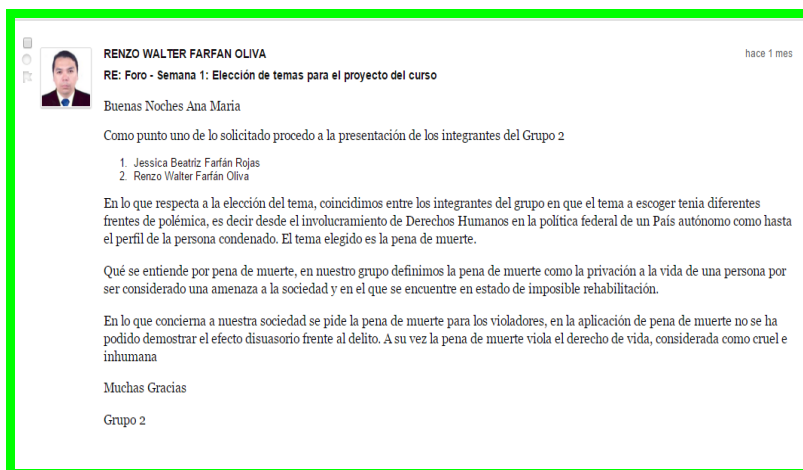 RENZO WALTER FARFAN OLIVA
hace 1 mes
RE: Foro - Semana 1: Elección de temas para el proyecto del curso
Buenas Noches Ana Maria
Como punto uno de lo solicitado procedo a la presentación de los integrantes del Grupo 2
1. Jessica Beatriz Farfán Rojas
2. Renzo Walter Farfán Oliva
En lo que respecta a la elección del tema, coincidimos entre los integrantes del grupo en que el tema a escoger tenia diferentes
frentes de polémica, es decir desde el involucramiento de Derechos Humanos en la política federal de un País autónomo como hasta
el perfil de la persona condenado. El tema elegido es la pena de muerte.
Qué se entiende por pena de muerte, en nuestro grupo definimos la pena de muerte como la privación a la vida de una persona por
ser considerado una amenaza a la sociedad y en el que se encuentre en estado de imposible rehabilitación.
En lo que concierna a nuestra sociedad se pide la pena de muerte para los violadores, en la aplicación de pena de muerte no se ha
podido demostrar el efecto disuasorio frente al delito. A su vez la pena de muerte viola el derecho de vida, considerada como cruel e
inhumana
Muchas Gracias
Grupo 2